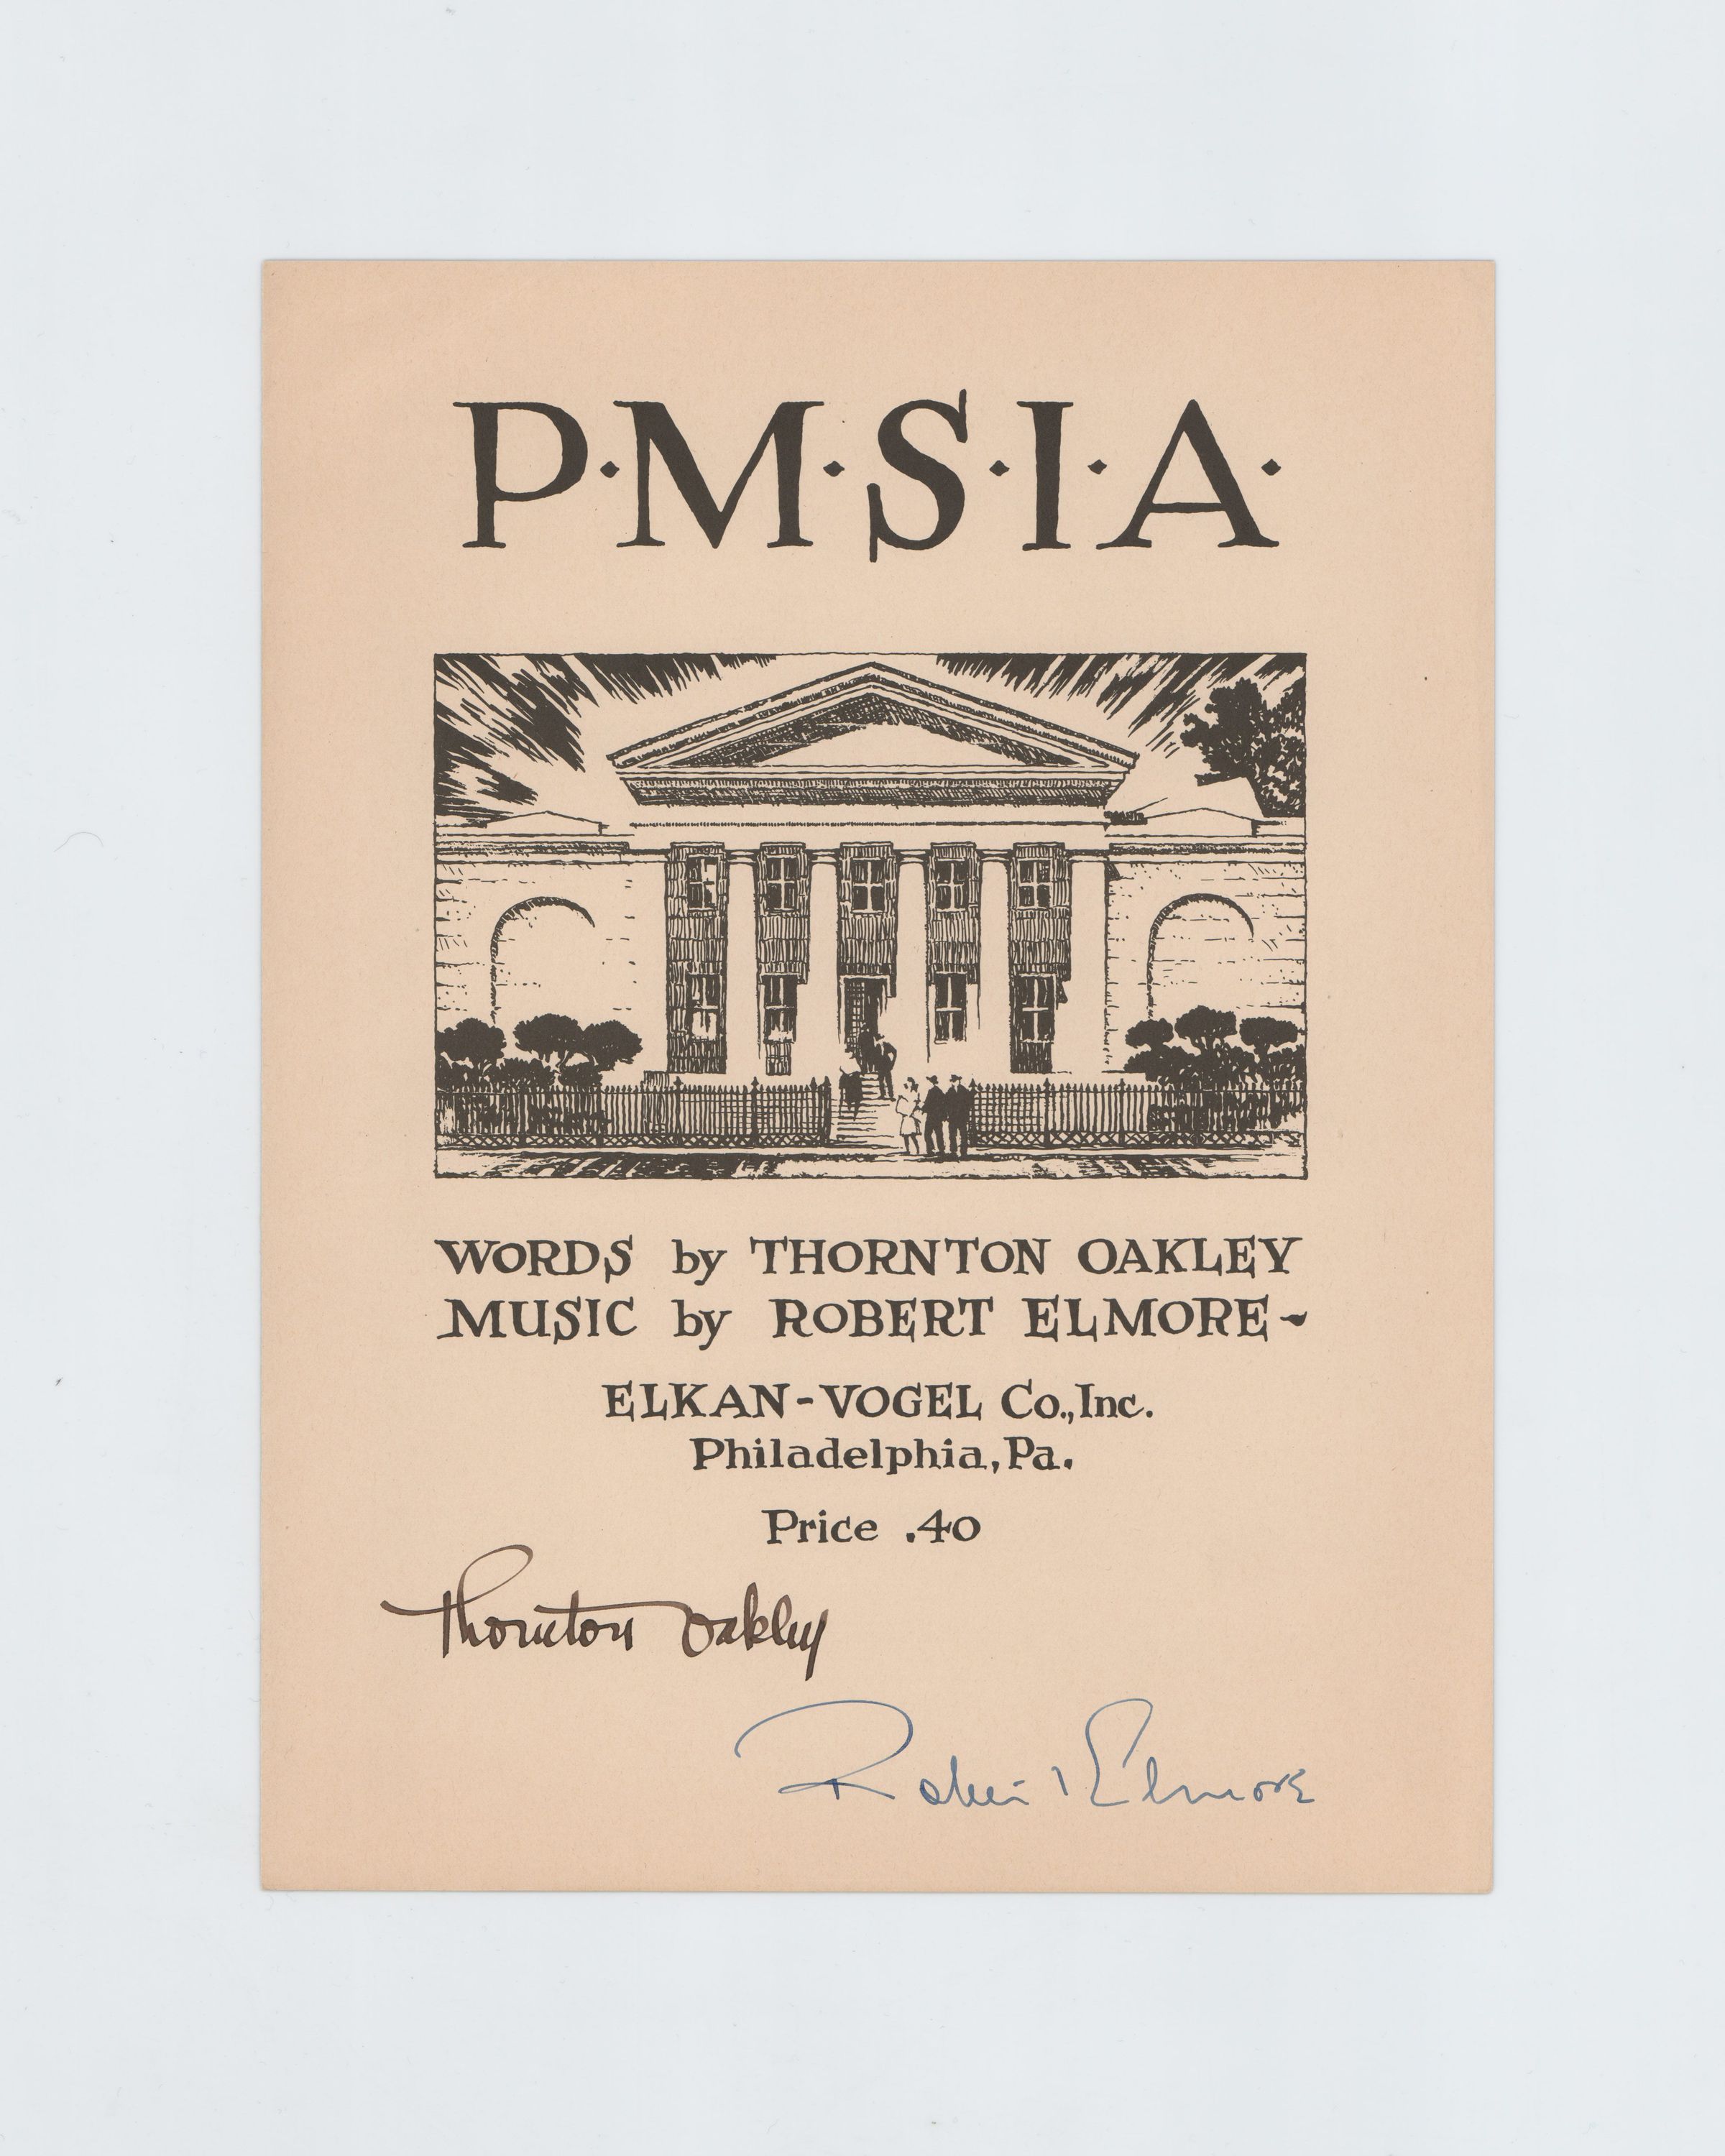 P·M·S·I·A·
WORDS by THORNTON OAKLEY
MUSIC by ROBERT ELMORE~
ELKAN-VOGEL Co., Inc.
Philadelphia, Pa.
Price .40
Thornton Oakley
Robert Elmore